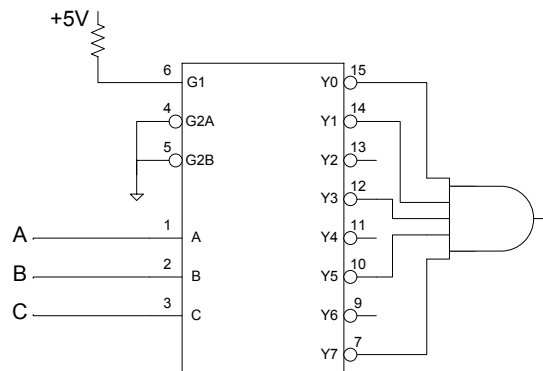 +5V
6 G1 Y0 15
4 G2A Y1 14
5 G2B Y2 13
Y3 12
A 1 A Y4 11
B 2 B Y5 10
C 3 C Y6 9
Y7 7